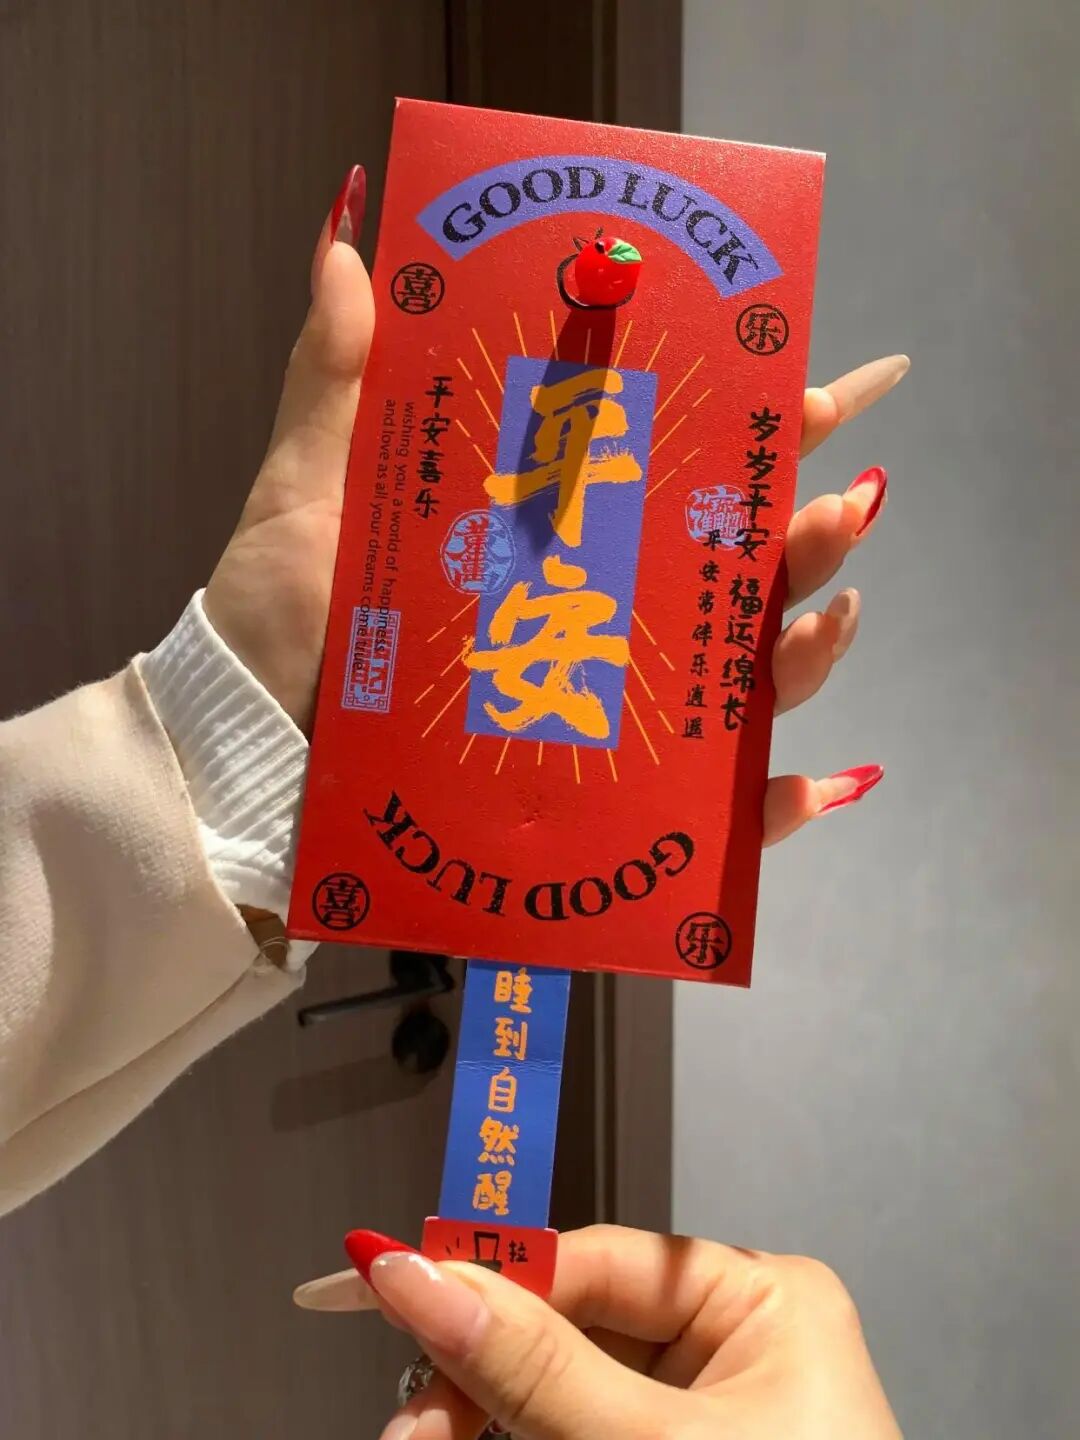 GOOD LUCK
喜
乐
平安
平安喜乐
wishing you a world of happiness
and love as all your dreams come true
岁岁平安 福运绵长
平安常伴乐逍遥
GOOD LUCK
喜
乐
睡到自然醒
拉